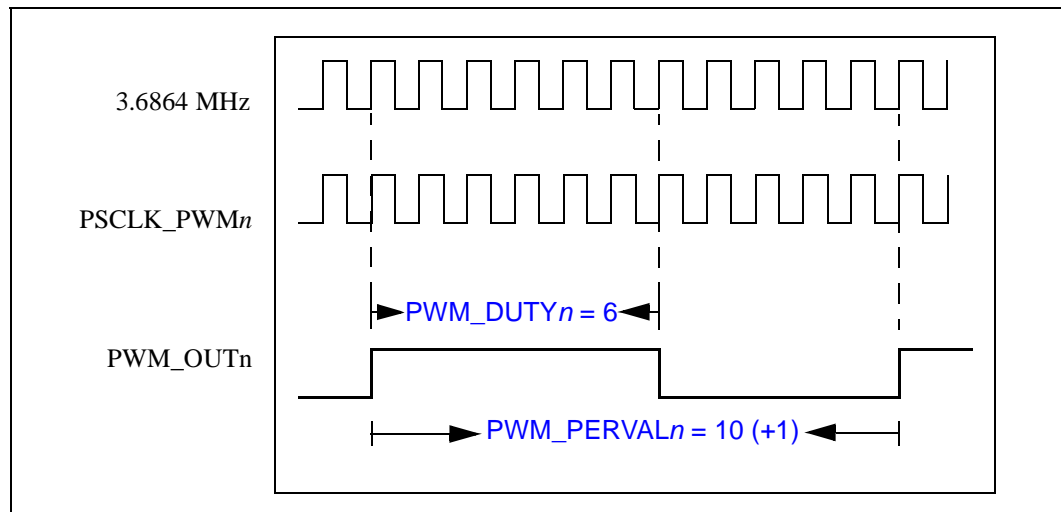 3.6864 MHz
PSCLK_PWMn
PWM_DUTYn = 6
PWM_OUTn
PWM_PERVALn = 10 (+1)